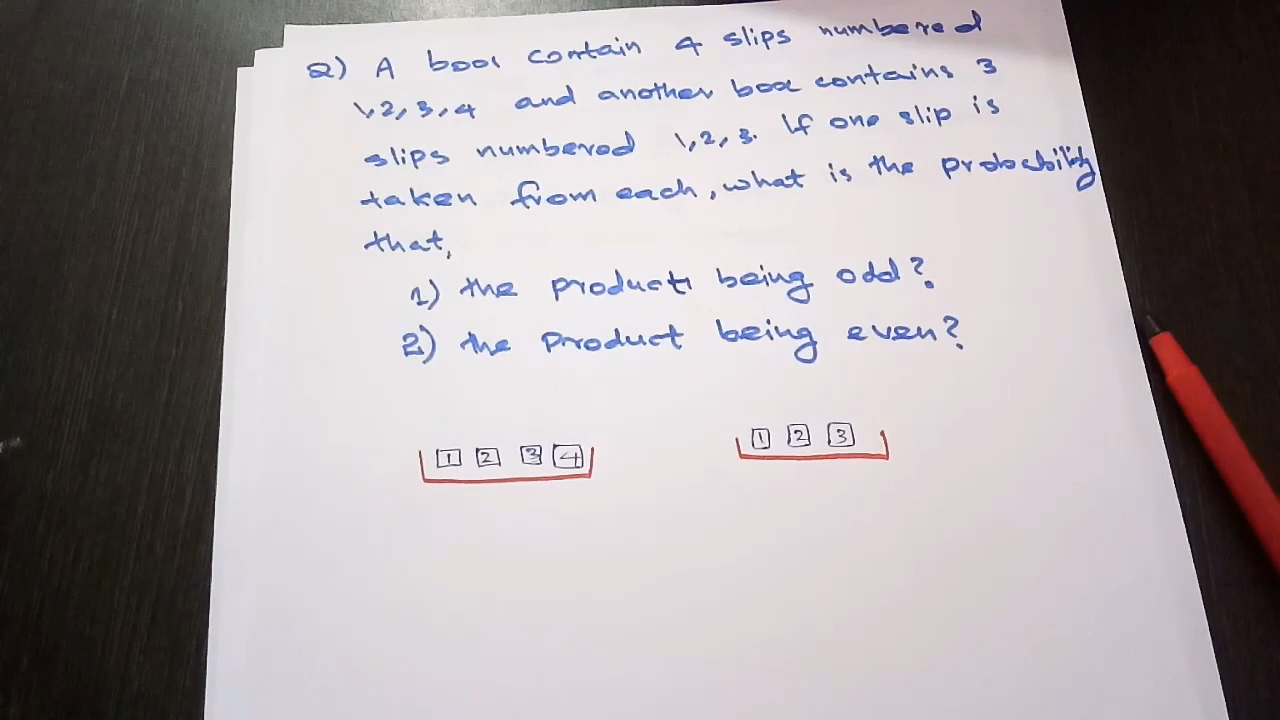 Q) A box contain 4 slips numbered
1,2,3,4 and another box contains 3
slips numbered 1,2,3. If one slip is
taken from each, what is the probability
that,
1) the product being odd?
2) the product being even?
1 2 3 4
1 2 3